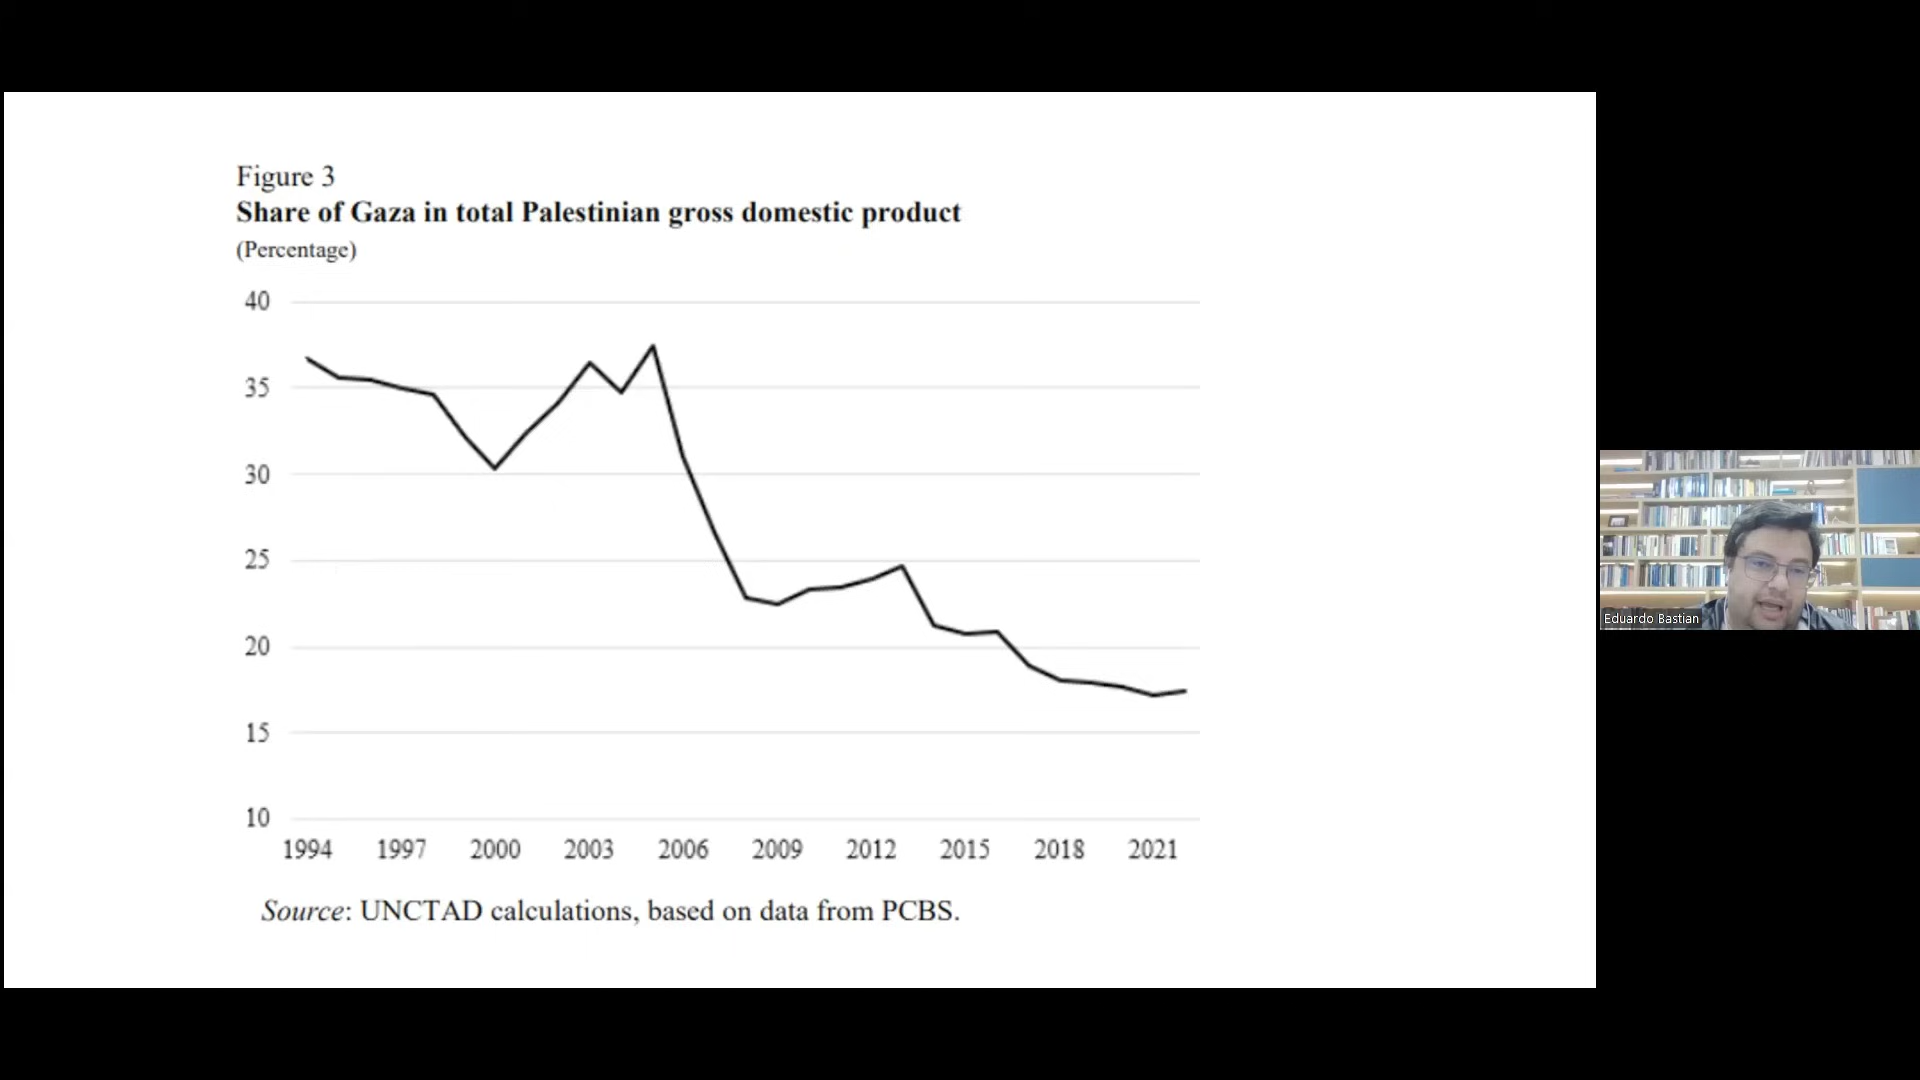 Figure 3
Share of Gaza in total Palestinian gross domestic product
(Percentage)
40
35
30
25
20
15
10
1994 1997 2000 2003 2006 2009 2012 2015 2018 2021
Source: UNCTAD calculations, based on data from PCBS.
Eduardo Bastian